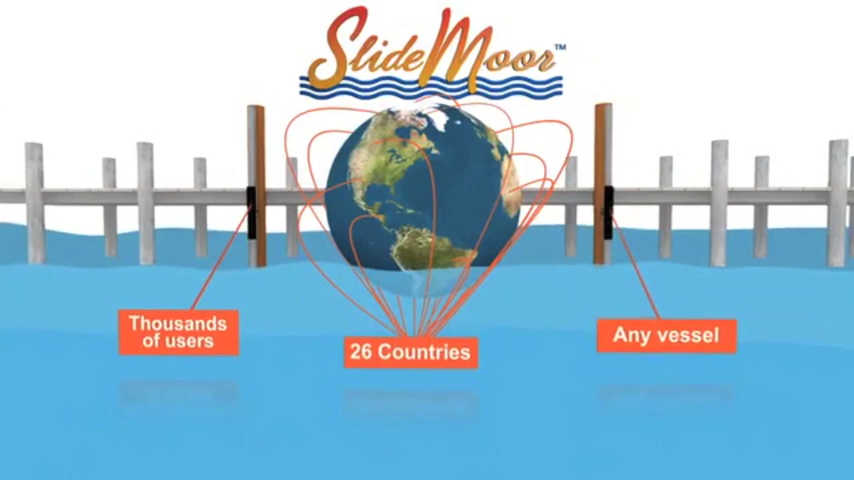 SlideMoor™
Thousands
of users
26 Countries
Any vessel